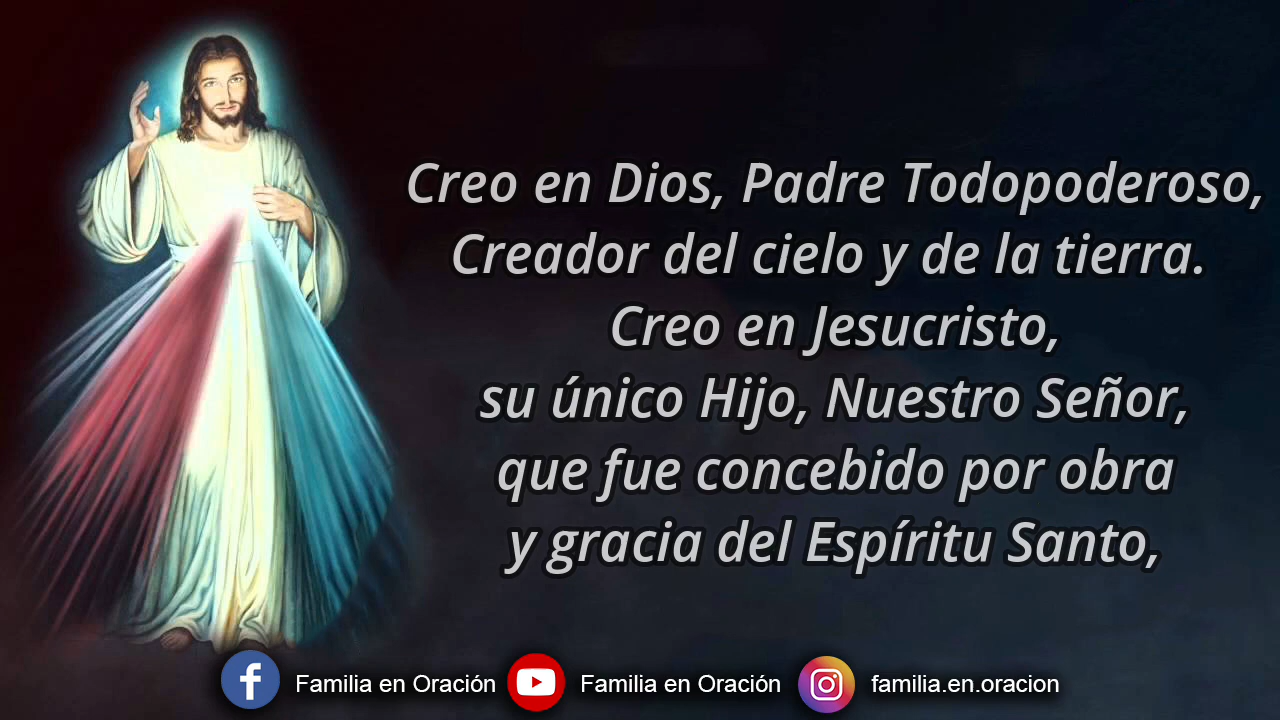 Creo en Dios, Padre Todopoderoso,
Creador del cielo y de la tierra.
Creo en Jesucristo,
su único Hijo, Nuestro Señor,
que fue concebido por obra
y gracia del Espíritu Santo,
Familia en Oración Familia en Oración familia.en.oracion